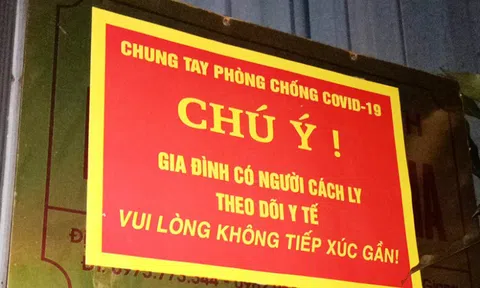 CHUNG TAY PHÒNG CHỐNG COVID-19
CHÚ Ý !
GIA ĐÌNH CÓ NGƯỜI CÁCH LY
THEO DÕI Y TẾ
VUI LÒNG KHÔNG TIẾP XÚC GẦN!